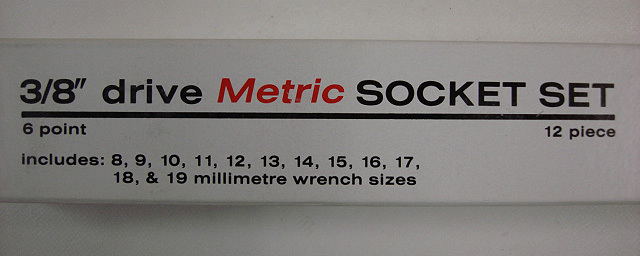 3/8" drive Metric SOCKET SET
6 point 12 piece
includes: 8, 9, 10, 11, 12, 13, 14, 15, 16, 17,
18, & 19 millimetre wrench sizes